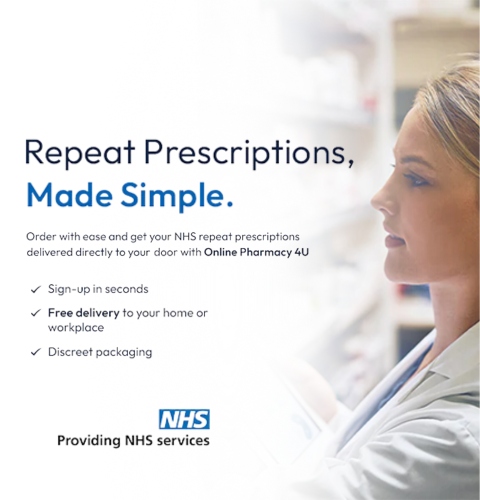 Repeat Prescriptions,
Made Simple.
Order with ease and get your NHS repeat prescriptions
delivered directly to your door with Online Pharmacy 4U
Sign-up in seconds
Free delivery to your home or
workplace
Discreet packaging
NHS
Providing NHS services